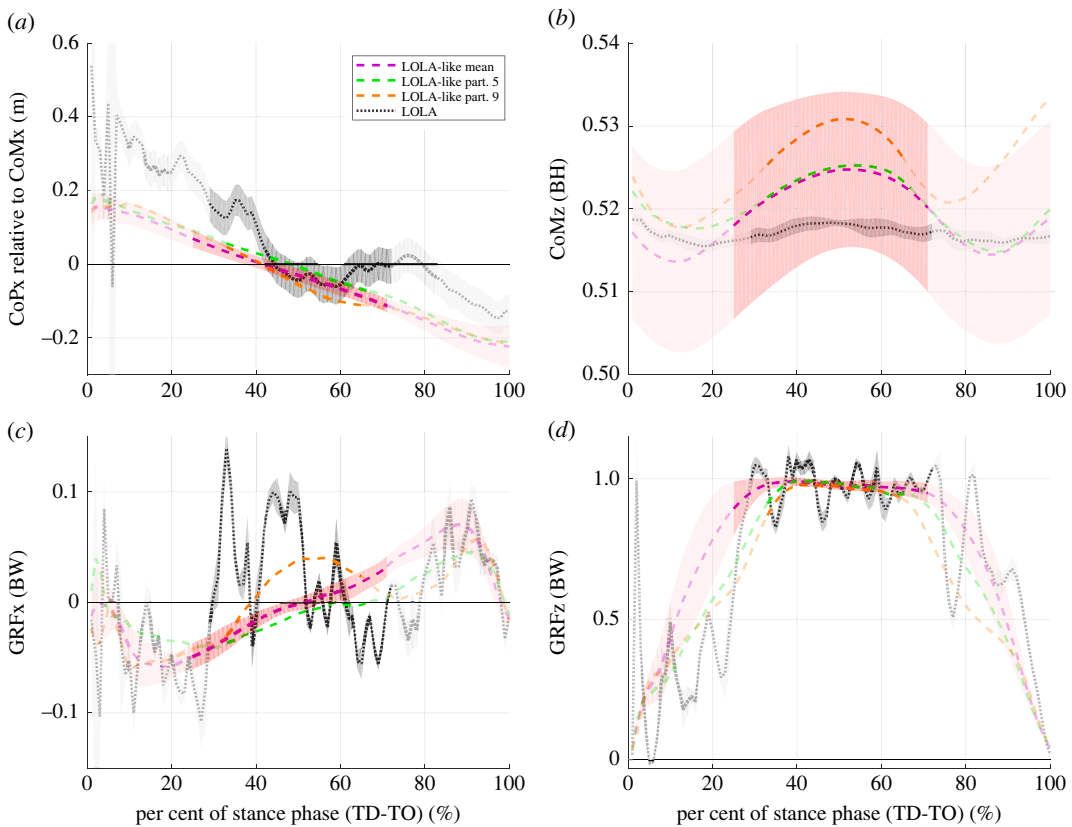 (a)
(b)
0.6
0.4
0.2
0
−0.2
CoPx relative to CoMx (m)
LOLA-like mean
LOLA-like part. 5
LOLA-like part. 9
LOLA
0
20
40
60
80
100
0.54
0.53
0.52
0.51
0.50
CoMz (BH)
0
20
40
60
80
100
(c)
(d)
0.1
0
−0.1
GRFx (BW)
0
20
40
60
80
100
per cent of stance phase (TD-TO) (%)
1.0
0.5
0
GRFz (BW)
0
20
40
60
80
100
per cent of stance phase (TD-TO) (%)